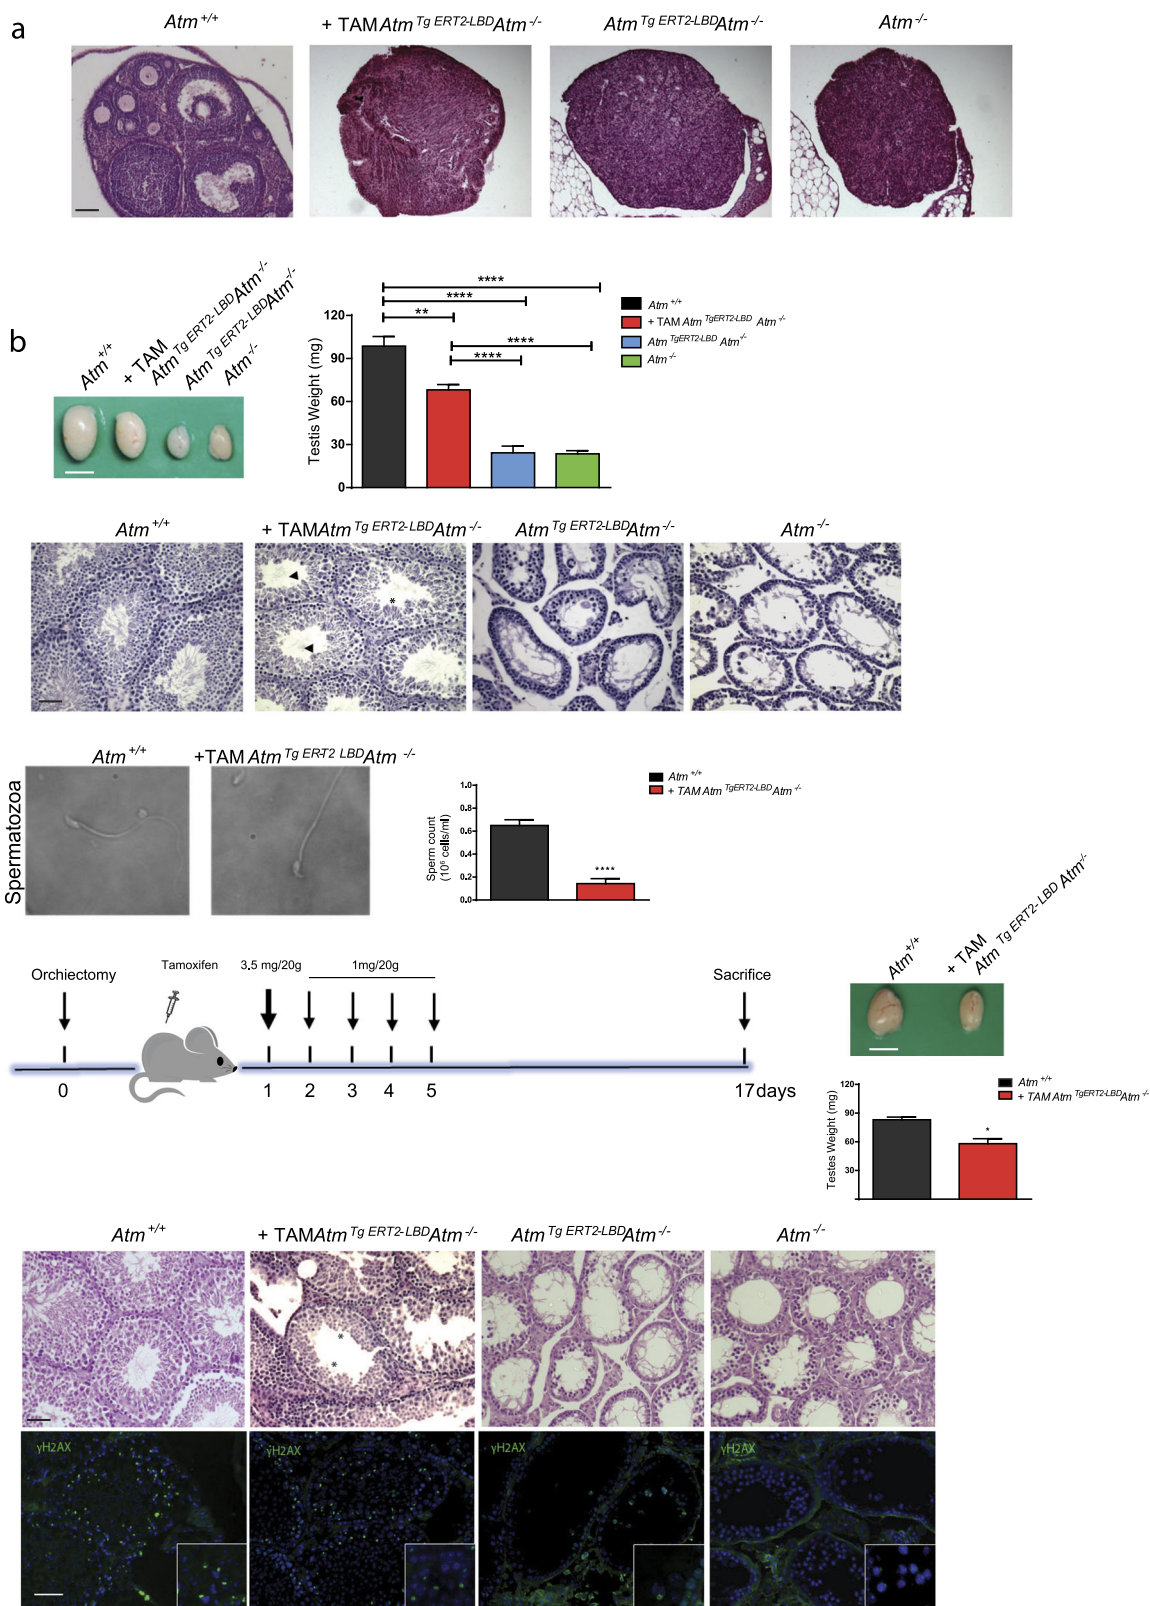 a
Atm +/+
+ TAM Atm Tg ERT2-LBD Atm -/-
Atm Tg ERT2-LBD Atm -/-
Atm -/-
b
Atm +/+
+ TAM
Atm Tg ERT2-LBD Atm -/-
Atm Tg ERT2-LBD Atm -/-
Atm -/-
****
****
**
****
****
Testis Weight (mg)
120
90
60
30
0
Atm +/+
+ TAM Atm TgERT2-LBD Atm -/-
Atm TgERT2-LBD Atm -/-
Atm -/-
Atm +/+
+ TAM Atm Tg ERT2-LBD Atm -/-
Atm Tg ERT2-LBD Atm -/-
Atm -/-
*
Atm +/+
+TAM Atm Tg ER-T2 LBD Atm -/-
Spermatozoa
Sperm count
(10⁶ cells/ml)
1.0
0.8
0.6
0.4
0.2
0.0
****
Atm +/+
+ TAM Atm TgERT2-LBD Atm -/-
Orchiectomy
Tamoxifen
3,5 mg/20g
1mg/20g
Sacrifice
0
1
2
3
4
5
17 days
Atm +/+
+ TAM
Atm Tg ERT2- LBD Atm -/-
Testes Weight (mg)
120
90
60
30
*
Atm +/+
+ TAM Atm TgERT2-LBD Atm -/-
Atm +/+
+ TAM Atm Tg ERT2-LBD Atm -/-
Atm Tg ERT2-LBD Atm -/-
Atm -/-
*
*
γH2AX
γH2AX
γH2AX
γH2AX